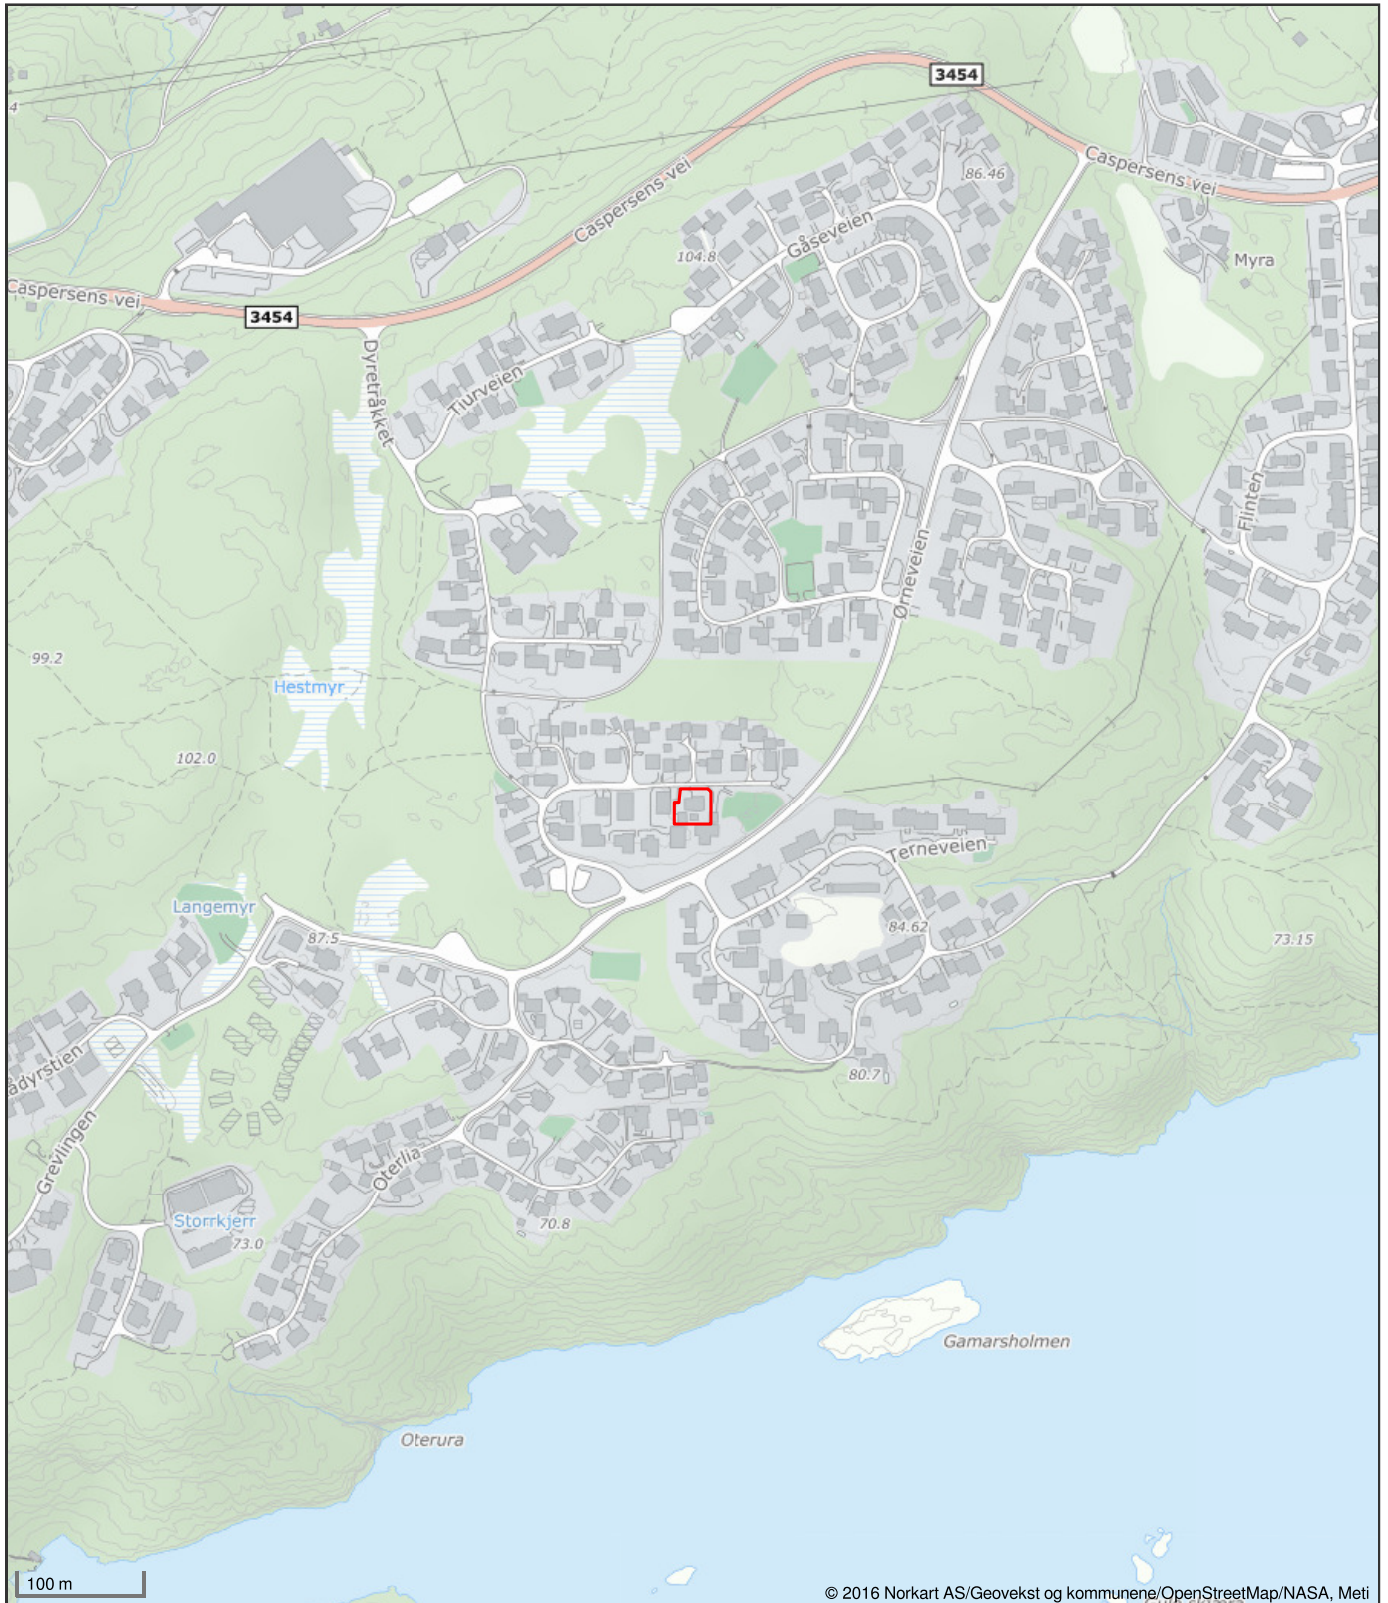 3454
4
Caspersens vei
86.46
Caspersens vei
Gåseveien
104.8
Myra
Caspersens vei
3454
Dyretråkket
Tiurveien
Flinten
Ørneveien
99.2
Hestmyr
102.0
Terneveien
Langemyr
84.62
87.5
73.15
ådyrstien
80.7
Grevlingen
Oterlia
Storrkjerr
70.8
73.0
Gamarsholmen
Oterura
100 m
© 2016 Norkart AS/Geovekst og kommunene/OpenStreetMap/NASA, Meti